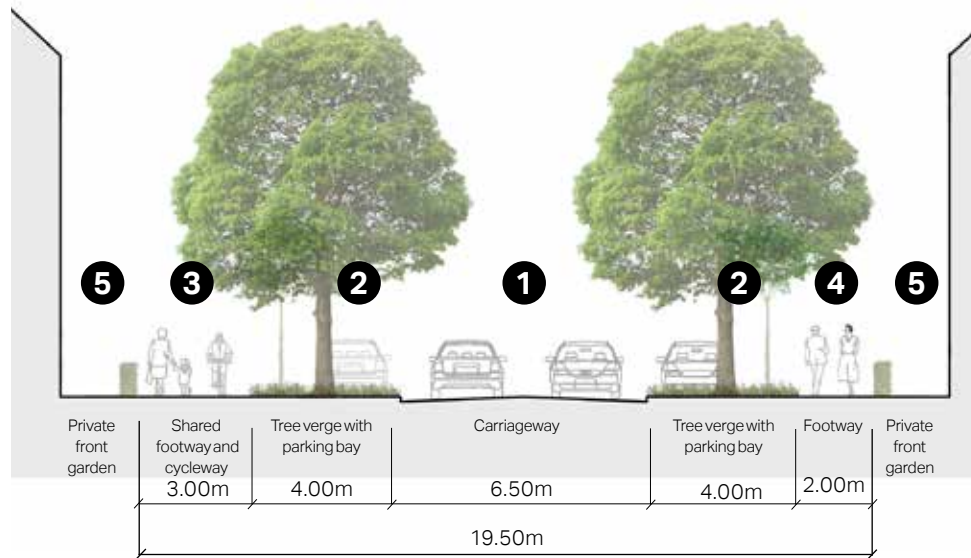 5
3
2
1
2
4
5
Private
front
garden
Shared
footway and
cycleway
Tree verge with
parking bay
Carriageway
Tree verge with
parking bay
Footway
Private
front
garden
3.00m
4.00m
6.50m
4.00m
2.00m
19.50m